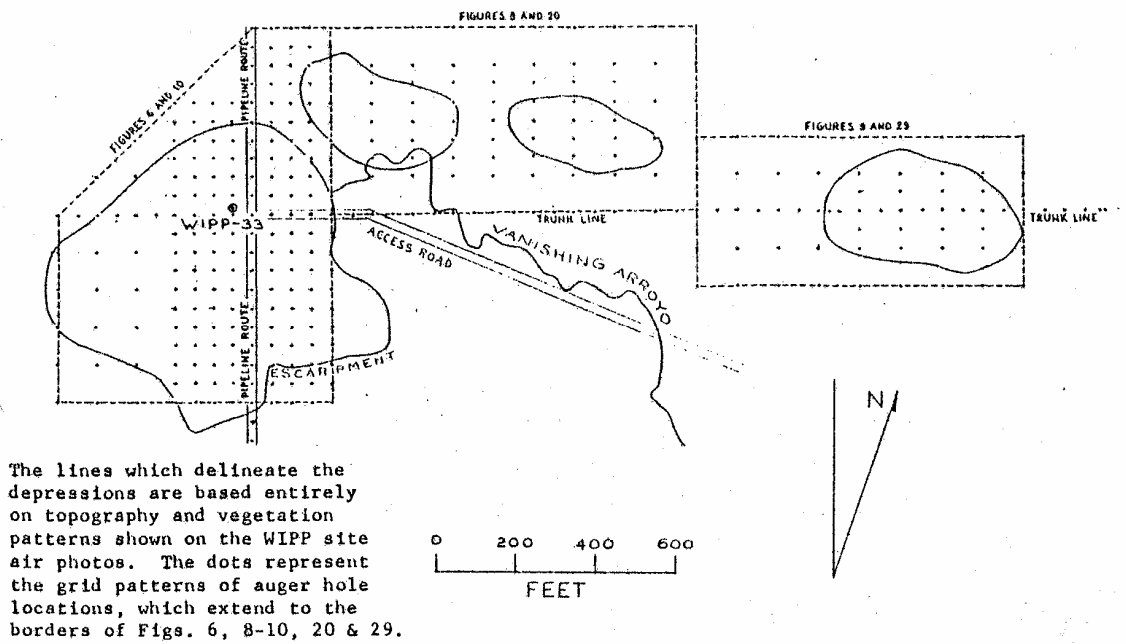 FIGURES 8 AND 20
PIPELINE ROUTE
FIGURES 6 AND 10
FIGURES 9 AND 29
WIPP-33
TRUNK LINE
TRUNK LINE"
ACCESS ROAD
VANISHING ARROYO
PIPELINE ROUTE
ESCARPMENT
N
The lines which delineate the
depressions are based entirely
on topography and vegetation
patterns shown on the WIPP site
air photos. The dots represent
the grid patterns of auger hole
locations, which extend to the
borders of Figs. 6, 8-10, 20 & 29.
0 200 400 600
FEET